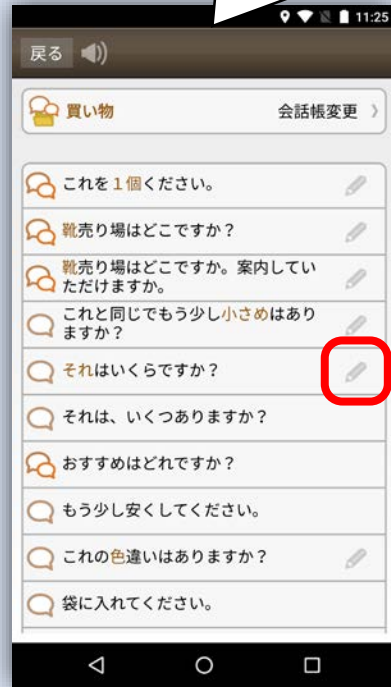 11:25
戻る
買い物
会話帳変更
これを１個ください。
靴売り場はどこですか？
靴売り場はどこですか。案内してい
ただけますか。
これと同じでもう少し小さめはあり
ますか？
それはいくらですか？
それは、いくつありますか？
おすすめはどれですか？
もう少し安くしてください。
これの色違いはありますか？
袋に入れてください。